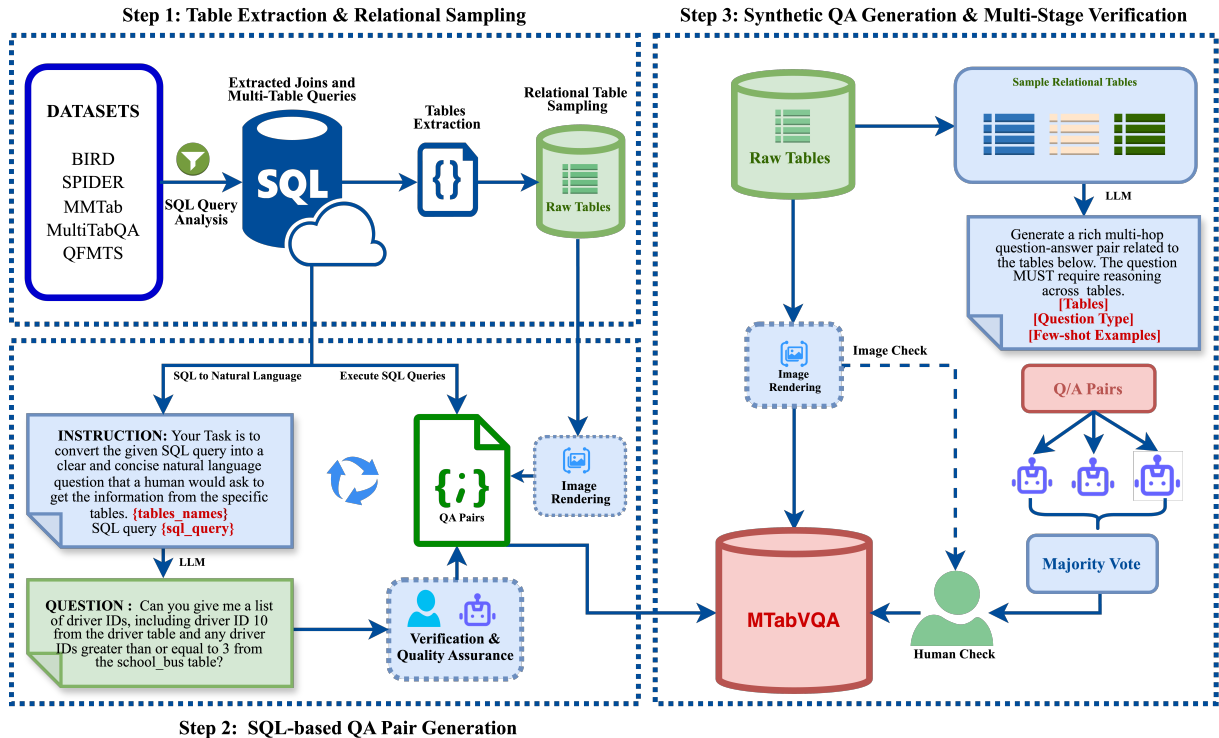 Step 1: Table Extraction & Relational Sampling
DATASETS
BIRD
SPIDER
MMTab
MultiTabQA
QFMTS
SQL Query
Analysis
Extracted Joins and
Multi-Table Queries
SQL
Tables
Extraction
{}
Relational Table
Sampling
Raw Tables
SQL to Natural Language
Execute SQL Queries
INSTRUCTION: Your Task is to
convert the given SQL query into a
clear and concise natural language
question that a human would ask to
get the information from the specific
tables. {tables_names}
SQL query {sql_query}
LLM
QUESTION : Can you give me a list
of driver IDs, including driver ID 10
from the driver table and any driver
IDs greater than or equal to 3 from
the school_bus table?
{;}
QA Pairs
Image
Rendering
Verification &
Quality Assurance
Step 2: SQL-based QA Pair Generation
Step 3: Synthetic QA Generation & Multi-Stage Verification
Raw Tables
Sample Relational Tables
LLM
Generate a rich multi-hop
question-answer pair related to
the tables below. The question
MUST require reasoning
across tables.
[Tables]
[Question Type]
[Few-shot Examples]
Image
Rendering
Image Check
Q/A Pairs
Majority Vote
Human Check
MTabVQA